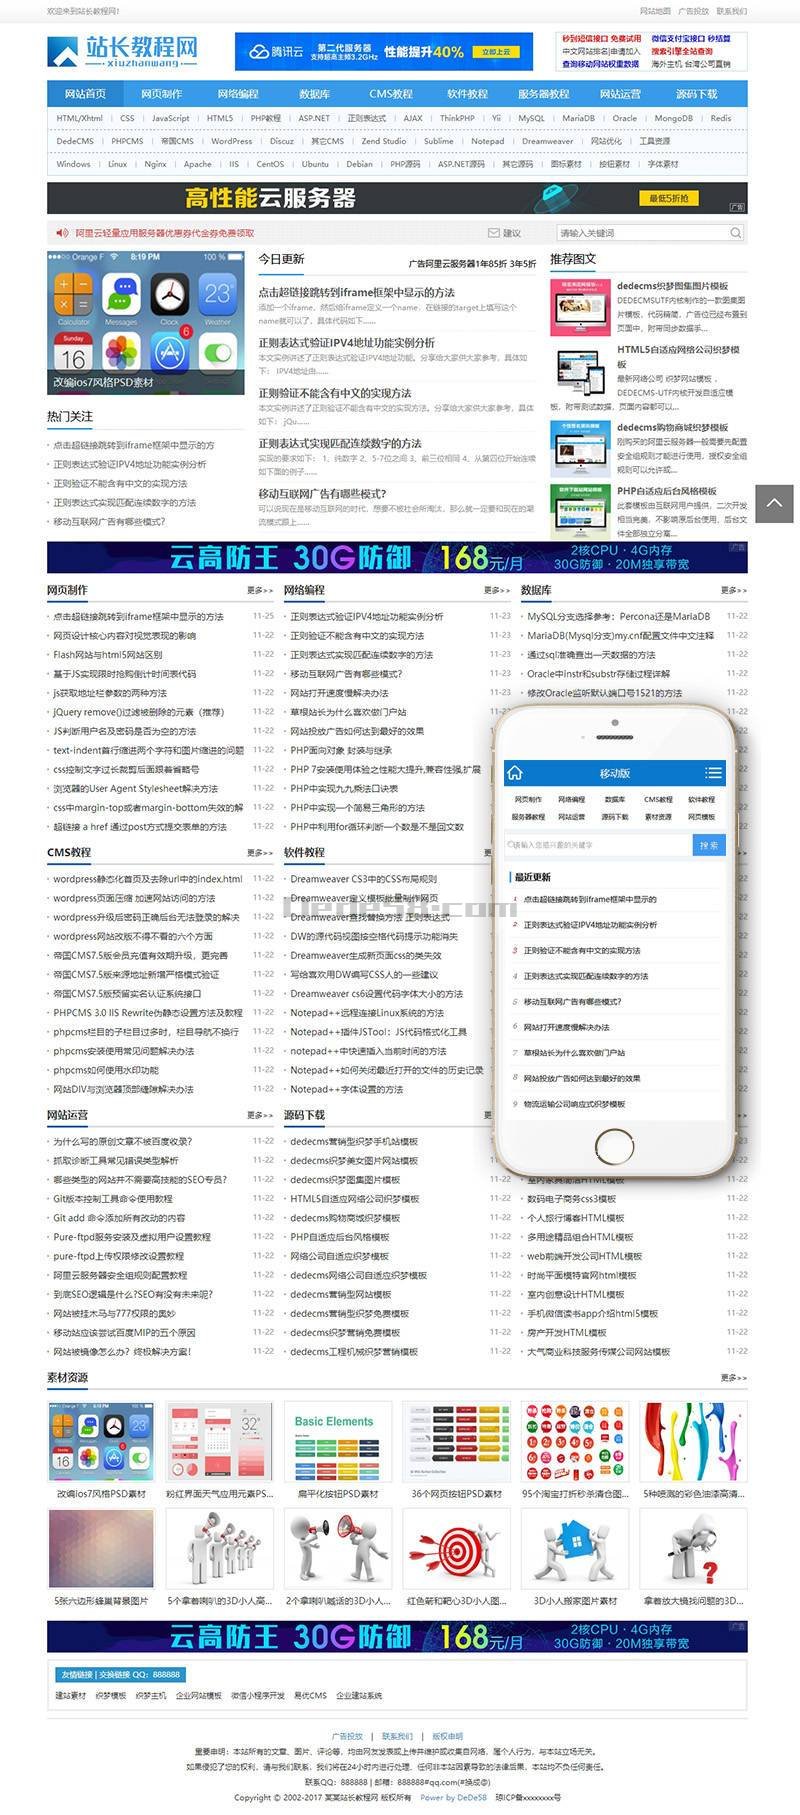 欢迎来到站长教程网!
网站地图 广告投放 联系我们
站长教程网
xiuzhanwang
腾讯云 第二代服务器 支持超高主频3.2GHz 性能提升40% 立即上云
秒到短信接口 免费试用 微信支付宝接口 秒结算
中文网站排名|申请加入 搜索引擎全站查询
查询移动网站权重数据 海外主机 台湾公司直销
网站首页 网页制作 网络编程 数据库 CMS教程 软件教程 服务器教程 网站运营 源码下载
HTML/Xhtml CSS JavaScript HTML5 PHP教程 ASP.NET 正则表达式 AJAX ThinkPHP Yii MySQL MariaDB Oracle MongoDB Redis
DedeCMS PHPCMS 帝国CMS WordPress Discuz 其它CMS Zend Studio Sublime Notepad Dreamweaver 网站优化 工具资源
Windows Linux Nginx Apache IIS CentOS Ubuntu Debian PHP源码 ASP.NET源码 其它源码 图标素材 按钮素材 字体素材
高性能云服务器 最低5折抢 广告
阿里云轻量应用服务器优惠券代金券免费领取 建议 请输入关键词
Orange F 8:19 PM 100 %
Calculator Messages Clock Weather
23°
Sunday
16
6
改编ios7风格PSD素材
热门关注
点击超链接跳转到iframe框架中显示的方
正则表达式验证IPV4地址功能实例分析
正则验证不能含有中文的实现方法
正则表达式实现匹配连续数字的方法
移动互联网广告有哪些模式?
今日更新 广告阿里云服务器1年85折 3年5折
点击超链接跳转到iframe框架中显示的方法
添加一个iframe，然后给iframe定义一个name，在链接的target上填写这个
name就可以了，具体代码如下......
正则表达式验证IPV4地址功能实例分析
本文实例讲述了正则表达式验证IPV4地址功能。分享给大家供大家参考，具体如
下： IPV4地址由......
正则验证不能含有中文的实现方法
本文实例讲述了正则验证不能含有中文的实现方法。分享给大家供大家参考，具体
如下： jQu......
正则表达式实现匹配连续数字的方法
实现的要求如下： 1、纯数字 2、5-7位之间 3、前三位相同 4、从第四位开始连续
如下面的例子......
移动互联网广告有哪些模式?
可以说现在是移动互联网的时代，想要不被社会所淘汰，那么就一定要和现在的潮
流模式跟上......
推荐图文
dedecms织梦图集图片模板
DEDECMSUTF内核制作的一款图集图
片模板，代码精简，广告位已经布置到
页面中，附带同步数据手...
HTML5自适应网络公司织梦模
板
最新网络公司 织梦网站模板，
DEDECMS-UTF内核开发自适应模
板，附带测试数据，页面内容都可以...
dedecms购物商城织梦模板
刚购买的阿里云服务器一般需要先配置
安全组规则才能进行使用，授权安全组
规则可以允许或...
PHP自适应后台风格模板
此套模板由互联网用户提供，二次开发
相当完美，不影响原后台使用，后台文
件全部独立分离...
云高防王 30G防御 168元/月 2核CPU · 4G内存 30G防御 · 20M独享带宽 广告
网页制作 更多>>
点击超链接跳转到iframe框架中显示的方法 11-25
网页设计核心内容对视觉表现的影响 11-22
Flash网站与html5网站区别 11-22
基于JS实现限时抢购倒计时间表代码 11-22
js获取地址栏参数的两种方法 11-22
jQuery remove()过滤被删除的元素（推荐） 11-22
JS判断用户名及密码是否为空的方法 11-22
text-indent首行缩进两个字符和图片缩进的问题 11-22
css控制文字过长裁剪后面跟着省略号 11-22
浏览器的User Agent Stylesheet解决方法 11-22
css中margin-top或者margin-bottom失效的解 11-22
超链接 a href 通过post方式提交表单的方法 11-22
网络编程 更多>>
正则表达式验证IPV4地址功能实例分析 11-23
正则验证不能含有中文的实现方法 11-23
正则表达式实现匹配连续数字的方法 11-23
移动互联网广告有哪些模式? 11-22
网站打开速度慢解决办法 11-22
草根站长为什么喜欢做门户站
网站投放广告如何达到最好的效果
PHP面向对象 封装与继承
PHP 7安装使用体验之性能大提升,兼容性强,扩展
PHP中实现九九乘法口诀表
PHP中实现一个简易三角形的方法
PHP中利用for循环判断一个数是不是回文数
数据库 更多>>
MySQL分支选择参考：Percona还是MariaDB 11-22
MariaDB(Mysql分支)my.cnf配置文件中文注释 11-22
通过sql准确查出一天数据的方法 11-22
Oracle中instr和substr存储过程详解 11-22
修改Oracle监听默认端口号1521的方法 11-22
CMS教程 更多>>
wordpress静态化首页及去除url中的index.html 11-22
wordpress页面压缩 加速网站访问的方法 11-22
wordpress升级后密码正确后台无法登录的解决 11-22
wordpress网站改版不得不看的六个方面 11-22
帝国CMS7.5版会员充值有效期升级，更完善 11-22
帝国CMS7.5版来源地址新增严格模式验证 11-22
帝国CMS7.5版预留实名认证系统接口 11-22
PHPCMS 3.0 IIS Rewrite伪静态设置方法及教程 11-22
phpcms栏目的子栏目过多时，栏目导航不换行 11-22
phpcms安装使用常见问题解决办法 11-22
phpcms如何使用水印功能 11-22
网站DIV与浏览器顶部缝隙解决办法 11-22
软件教程
Dreamweaver CS3中的CSS布局规则
Dreamweaver定义模板批量制作网页
Dreamweaver查找替换方法 正则表达式
DW的源代码视图按空格代码提示功能消失
Dreamweaver生成新页面css的类失效
写给喜欢用DW编写CSS人的一些建议
Dreamweaver cs6设置代码字体大小的方法
Notepad++远程连接Linux系统的方法
Notepad++插件JSTool：JS代码格式化工具
notepad++中快速插入当前时间的方法
Notepad++如何关闭最近打开的文件的历史记录
Notepad++字体设置的方法
Dede58.com
移动版
网页制作 网络编程 数据库 CMS教程 软件教程
服务器教程 网站运营 源码下载 素材资源 网页模板
请输入您感兴趣的关键字 搜 索
最近更新
1 点击超链接跳转到iframe框架中显示的
2 正则表达式验证IPV4地址功能实例分析
3 正则验证不能含有中文的实现方法
4 正则表达式实现匹配连续数字的方法
5 移动互联网广告有哪些模式?
6 网站打开速度慢解决办法
7 草根站长为什么喜欢做门户站
8 网站投放广告如何达到最好的效果
9 物流运输公司响应式织梦模板
网站运营 更多>>
为什么写的原创文章不被百度收录? 11-22
抓取诊断工具常见错误类型解析 11-22
哪些类型的网站并不需要高技能的SEO专员? 11-22
Git版本控制工具命令使用教程 11-22
Git add 命令添加所有改动的内容 11-22
Pure-ftpd服务安装及虚拟用户设置教程 11-22
pure-ftpd上传权限修改设置教程 11-22
阿里云服务器安全组规则配置教程 11-22
到底SEO逻辑是什么?SEO有没有未来呢? 11-22
网站被挂木马与777权限的奥妙 11-22
移动站应该尝试百度MIP的五个原因 11-22
网站被镜像怎么办？终极解决方案! 11-22
源码下载
dedecms营销型织梦手机站模板
dedecms织梦美女图片网站模板
dedecms织梦图集图片模板
HTML5自适应网络公司织梦模板 11-22
dedecms购物商城织梦模板 11-22
PHP自适应后台风格模板 11-22
网络公司自适应织梦模板 11-22
dedecms网络公司自适应织梦模板 11-22
dedecms营销型网站模板 11-22
dedecms营销型织梦免费模板 11-22
dedecms织梦营销免费模板 11-22
dedecms工程机械织梦营销模板 11-22
室内家具简洁HTML模板 11-22
数码电子商务css3模板 11-22
个人旅行博客HTML模板 11-22
多用途精品组合HTML模板 11-22
web前端开发公司HTML模板 11-22
时尚平面模特官网html模板 11-22
室内创意设计HTML模板 11-22
手机微信读书app介绍html5模板 11-22
房产开发HTML模板 11-22
大气商业科技服务传媒公司网站模板 11-22
素材资源 更多>>
32°
Basic Elements
改编ios7风格PSD素材 粉红界面天气应用元素PS... 扁平化按钮PSD素材 36个网页按钮PSD素材 95个淘宝打折秒杀清仓图... 5种喷溅的彩色油漆高清...
5张六边形蜂巢背景图片 5个拿着喇叭的3D小人高... 2个拿喇叭喊话的3D小人... 红色箭和靶心3D小人图... 3D小人搬家图片素材 拿着放大镜找问题的3D小...
云高防王 30G防御 168元/月 2核CPU · 4G内存 30G防御 · 20M独享带宽 广告
友情链接 | 交换链接 QQ：888888
建站素材 织梦模板 织梦主机 企业网站模板 微信小程序开发 易优CMS 企业建站系统
广告投放 | 联系我们 | 版权申明
重要申明：本站所有的文章、图片、评论等，均由网友发表或上传并维护或收集自网络，属个人行为，与本站立场无关。
如果侵犯了您的权利，请与我们联系，我们将在24小时内进行处理。任何非本站因素导致的法律后果，本站均不负任何责任。
联系QQ：888888 | 邮箱：888888#qq.com(#换成@)
Copyright © 2002-2017 某某站长教程网 版权所有 Power by DeDe58 琼ICP备xxxxxxxx号